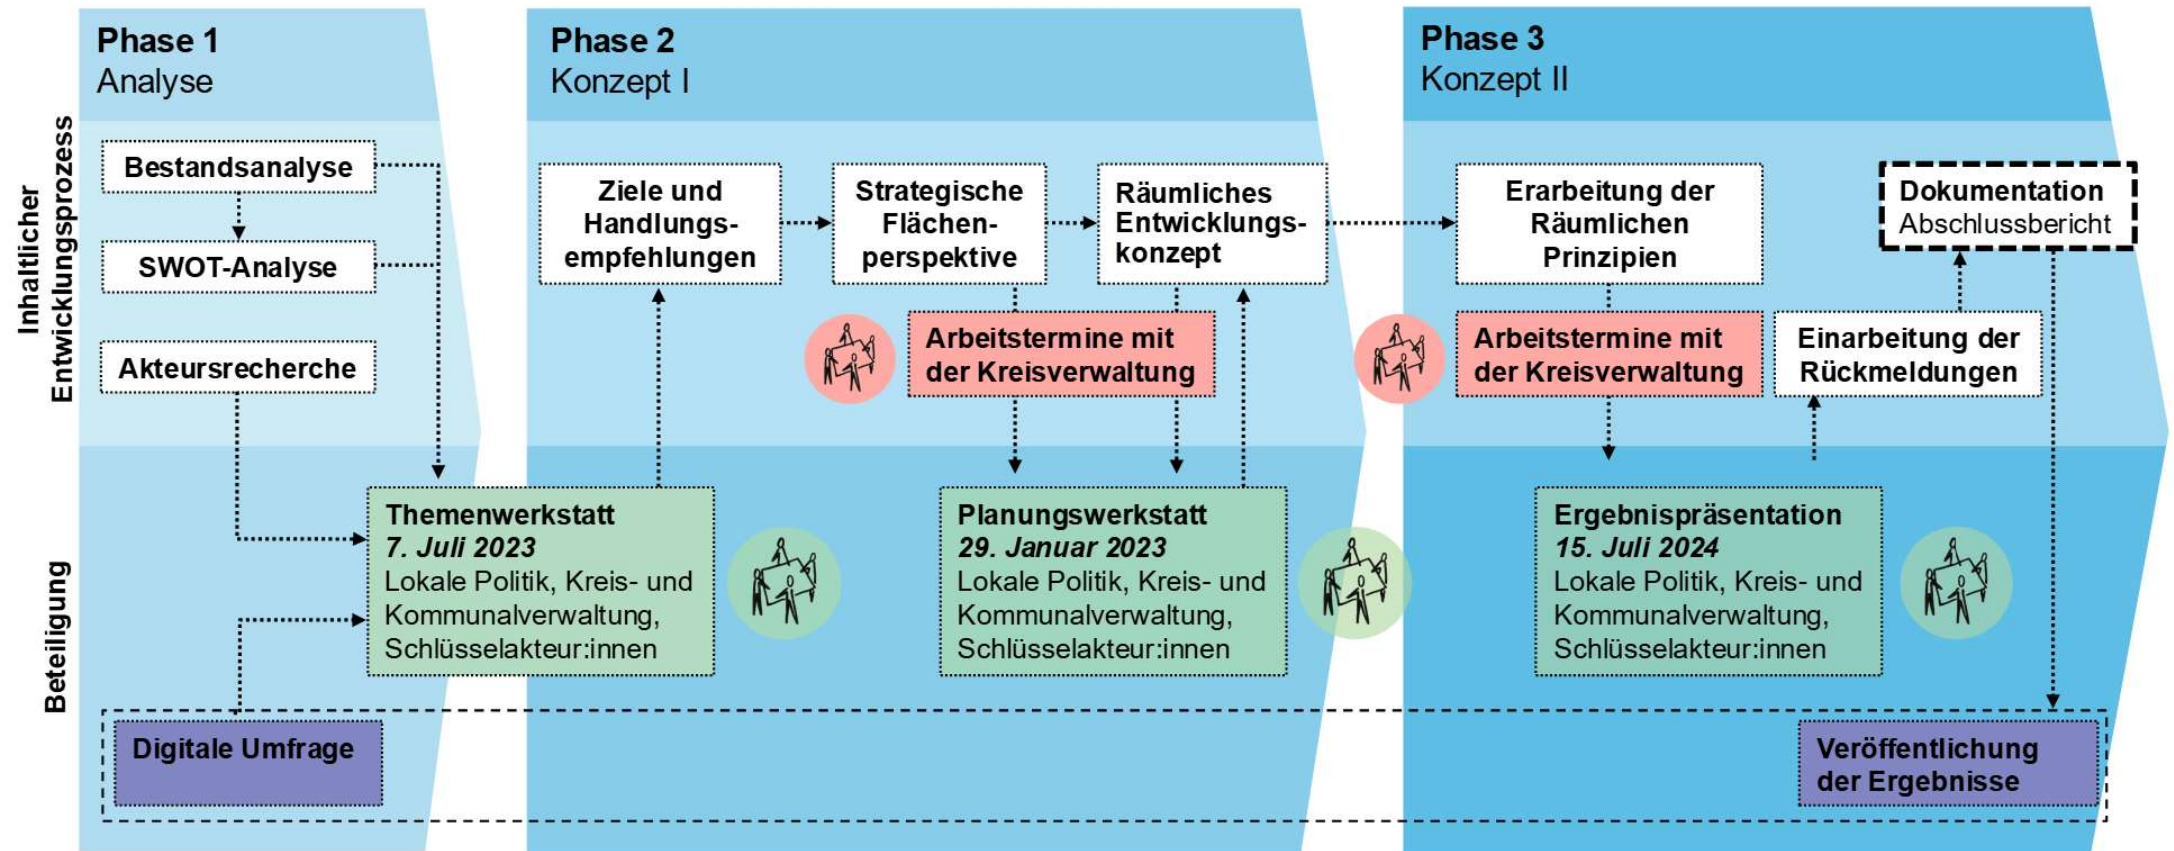 Phase 1
Analyse
Phase 2
Konzept I
Phase 3
Konzept II
Inhaltlicher
Entwicklungsprozess
Bestandsanalyse
SWOT-Analyse
Akteursrecherche
Ziele und
Handlungs-
empfehlungen
Strategische
Flächen-
perspektive
Räumliches
Entwicklungs-
konzept
Arbeitstermine mit
der Kreisverwaltung
Erarbeitung der
Räumlichen
Prinzipien
Arbeitstermine mit
der Kreisverwaltung
Einarbeitung der
Rückmeldungen
Dokumentation
Abschlussbericht
Beteiligung
Themenwerkstatt
7. Juli 2023
Lokale Politik, Kreis- und
Kommunalverwaltung,
Schlüsselakteur:innen
Planungswerkstatt
29. Januar 2023
Lokale Politik, Kreis- und
Kommunalverwaltung,
Schlüsselakteur:innen
Ergebnispräsentation
15. Juli 2024
Lokale Politik, Kreis- und
Kommunalverwaltung,
Schlüsselakteur:innen
Digitale Umfrage
Veröffentlichung
der Ergebnisse